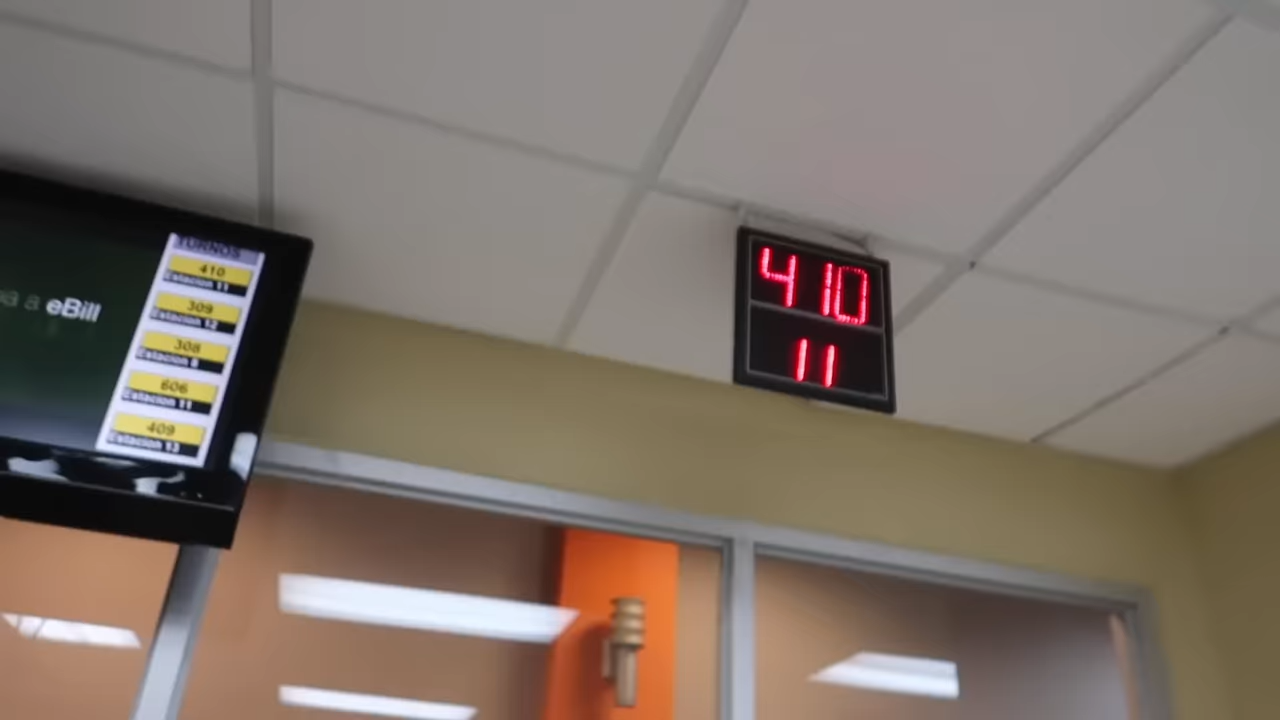 a a eBill
TURNOS
410
Estacion 11
309
Estacion 12
308
Estacion 8
606
Estacion 11
409
Estacion 13
410
11